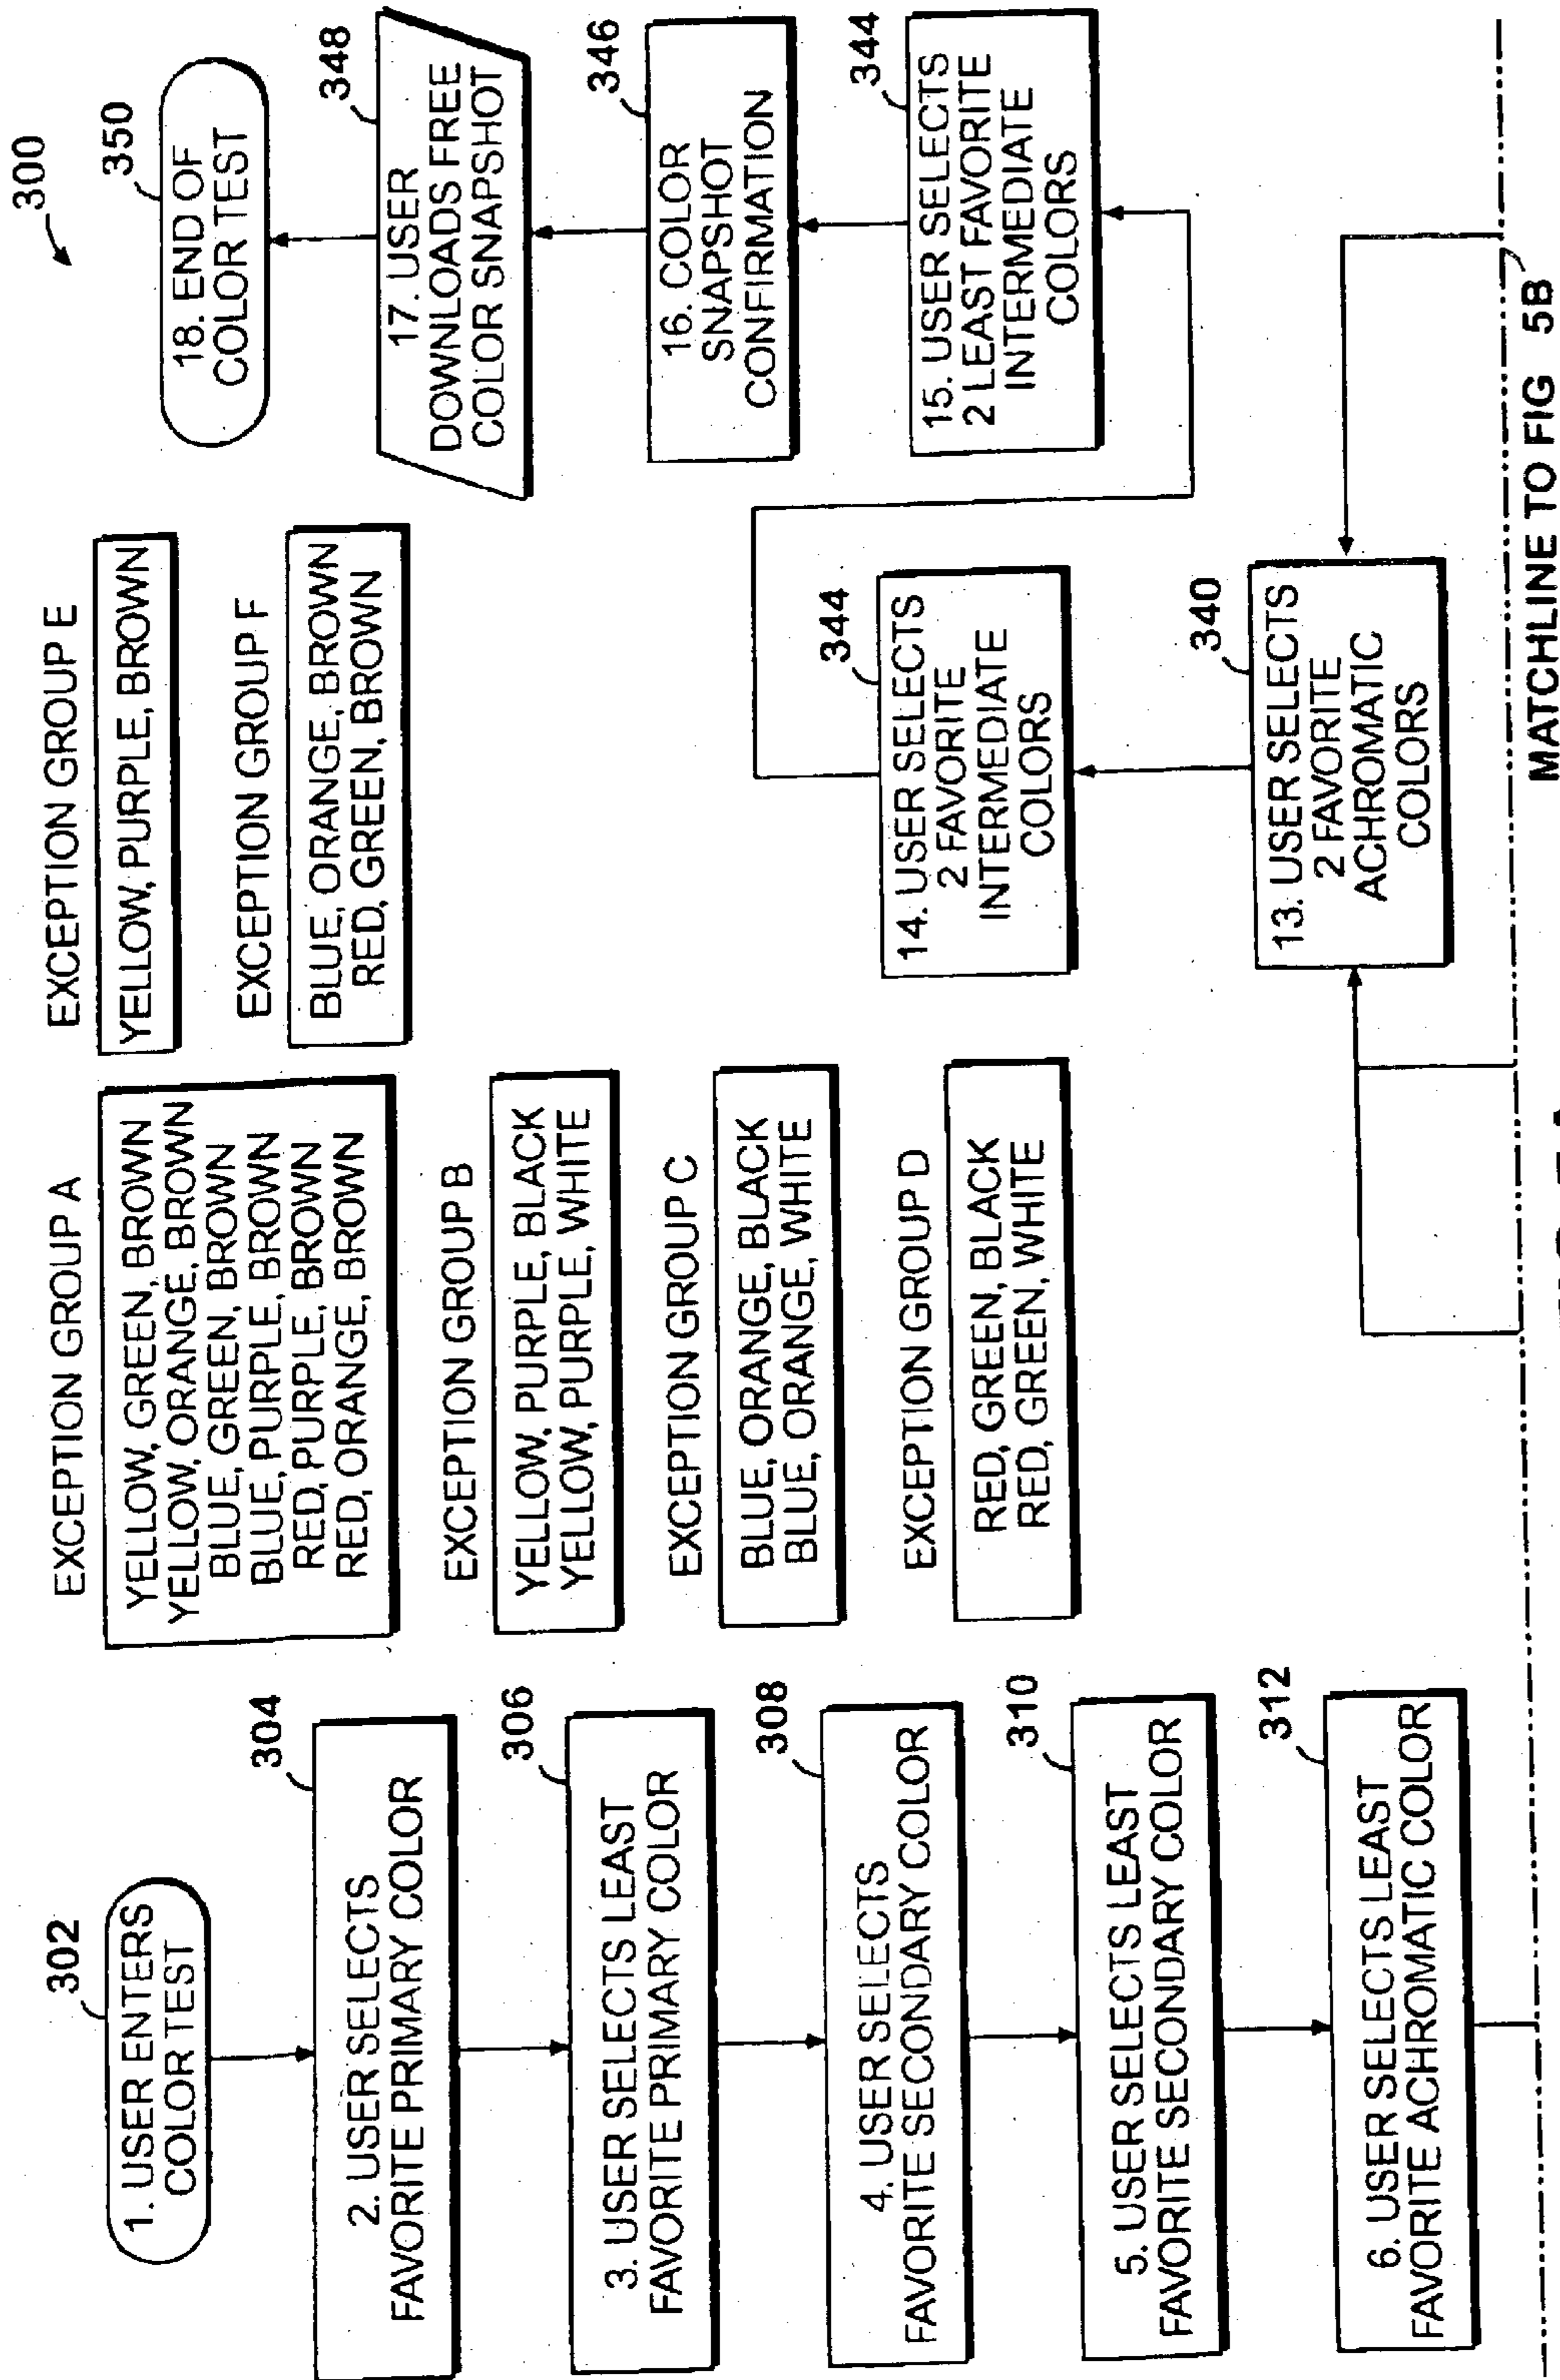 300
302
1. USER ENTERS
COLOR TEST
304
2. USER SELECTS
FAVORITE PRIMARY COLOR
306
3. USER SELECTS LEAST
FAVORITE PRIMARY COLOR
308
4. USER SELECTS
FAVORITE SECONDARY COLOR
310
5. USER SELECTS LEAST
FAVORITE SECONDARY COLOR
312
6. USER SELECTS LEAST
FAVORITE ACHROMATIC COLOR
EXCEPTION GROUP A
YELLOW, GREEN, BROWN
YELLOW, ORANGE, BROWN
BLUE, GREEN, BROWN
BLUE, PURPLE, BROWN
RED, PURPLE, BROWN
RED, ORANGE, BROWN
EXCEPTION GROUP B
YELLOW, PURPLE, BLACK
YELLOW, PURPLE, WHITE
EXCEPTION GROUP C
BLUE, ORANGE, BLACK
BLUE, ORANGE, WHITE
EXCEPTION GROUP D
RED, GREEN, BLACK
RED, GREEN, WHITE
EXCEPTION GROUP E
YELLOW, PURPLE, BROWN
EXCEPTION GROUP F
BLUE, ORANGE, BROWN
RED, GREEN, BROWN
344
14. USER SELECTS
2 FAVORITE
INTERMEDIATE
COLORS
340
13. USER SELECTS
2 FAVORITE
ACHROMATIC
COLORS
350
18. END OF
COLOR TEST
348
17. USER
DOWNLOADS FREE
COLOR SNAPSHOT
346
16. COLOR
SNAPSHOT
CONFIRMATION
344
15. USER SELECTS
2 LEAST FAVORITE
INTERMEDIATE
COLORS
MATCHLINE TO FIG 5B